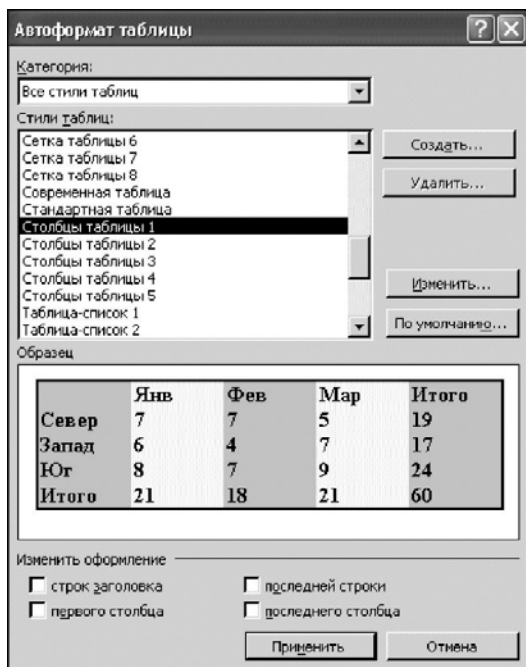 Автоформат таблицы
Категория:
Все стили таблиц
Стили таблиц:
Сетка таблицы 6
Сетка таблицы 7
Сетка таблицы 8
Современная таблица
Стандартная таблица
Столбцы таблицы 1
Столбцы таблицы 2
Столбцы таблицы 3
Столбцы таблицы 4
Столбцы таблицы 5
Таблица-список 1
Таблица-список 2
Создать...
Удалить...
Изменить...
По умолчанию...
Образец
Янв Фев Мар Итого
Север 7 7 5 19
Запад 6 4 7 17
Юг 8 7 9 24
Итого 21 18 21 60
Изменить оформление
строк заголовка последней строки
первого столбца последнего столбца
Применить Отмена